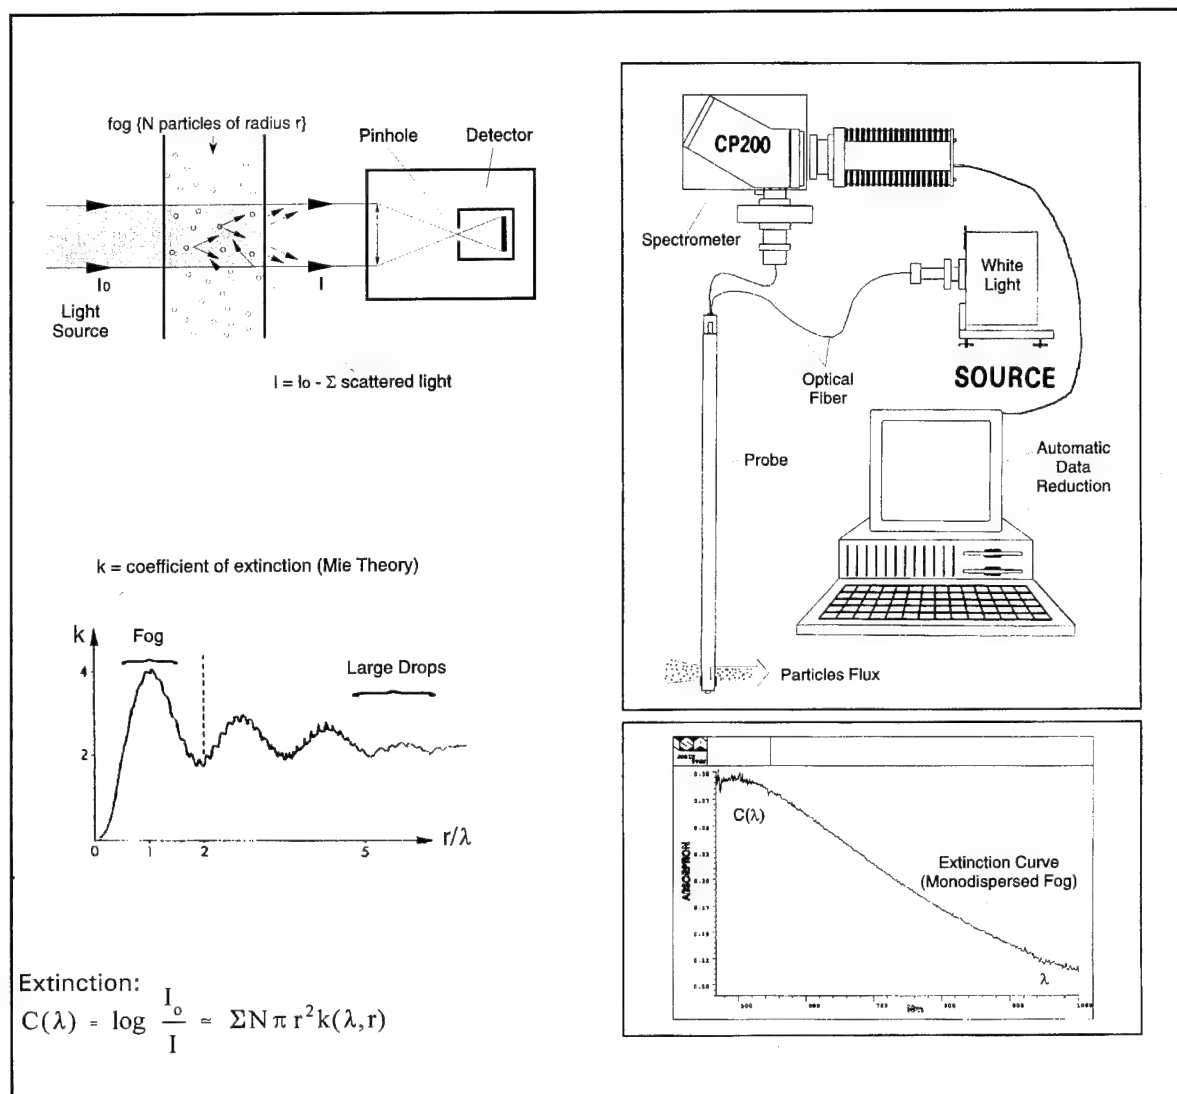 fog {N particles of radius r}
Pinhole
Detector
Io
I
Light
Source
I = Io - Σ scattered light
k = coefficient of extinction (Mie Theory)
k
Fog
Large Drops
4
2
0
1
2
5
r/λ
Extinction:
C(λ) = log I₀/I ≈ ΣNπr²k(λ,r)
CP200
Spectrometer
White
Light
SOURCE
Optical
Fiber
Probe
Automatic
Data
Reduction
Particles Flux
C(λ)
ABSORPTION
Extinction Curve
(Monodispersed Fog)
λ